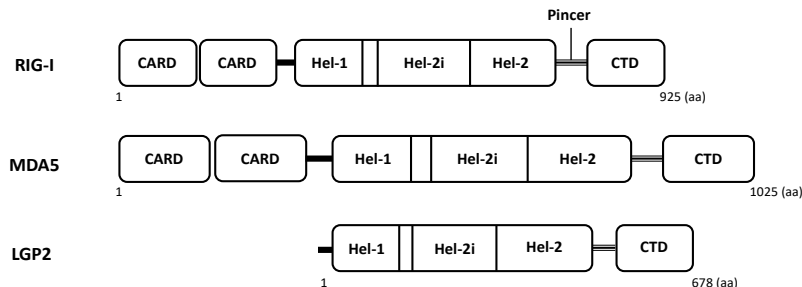 Pincer
RIG-I CARD CARD Hel-1 Hel-2i Hel-2 CTD
1 925 (aa)
MDA5 CARD CARD Hel-1 Hel-2i Hel-2 CTD
1 1025 (aa)
LGP2 Hel-1 Hel-2i Hel-2 CTD
1 678 (aa)